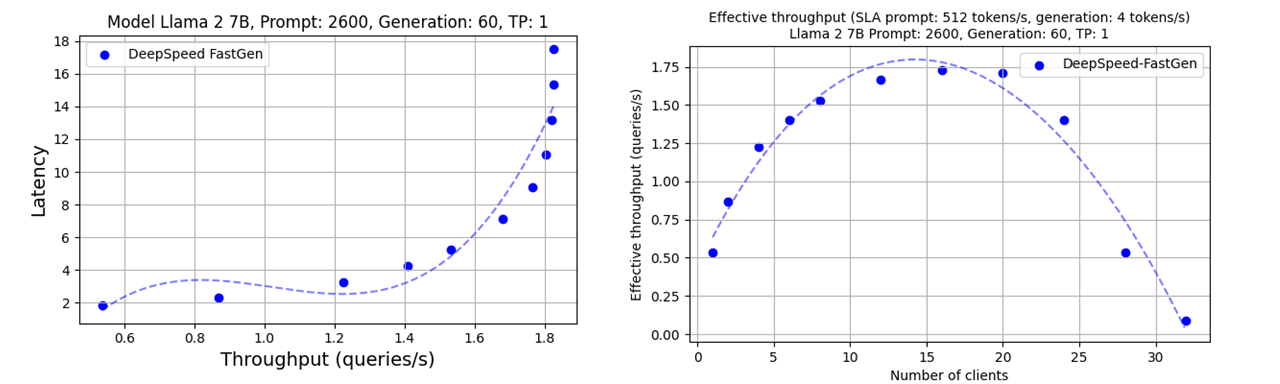 Model Llama 2 7B, Prompt: 2600, Generation: 60, TP: 1
DeepSpeed FastGen
Latency
18
16
14
12
10
8
6
4
2
0.6 0.8 1.0 1.2 1.4 1.6 1.8
Throughput (queries/s)
Effective throughput (SLA prompt: 512 tokens/s, generation: 4 tokens/s)
Llama 2 7B Prompt: 2600, Generation: 60, TP: 1
DeepSpeed-FastGen
Effective throughput (queries/s)
1.75
1.50
1.25
1.00
0.75
0.50
0.25
0.00
0 5 10 15 20 25 30
Number of clients